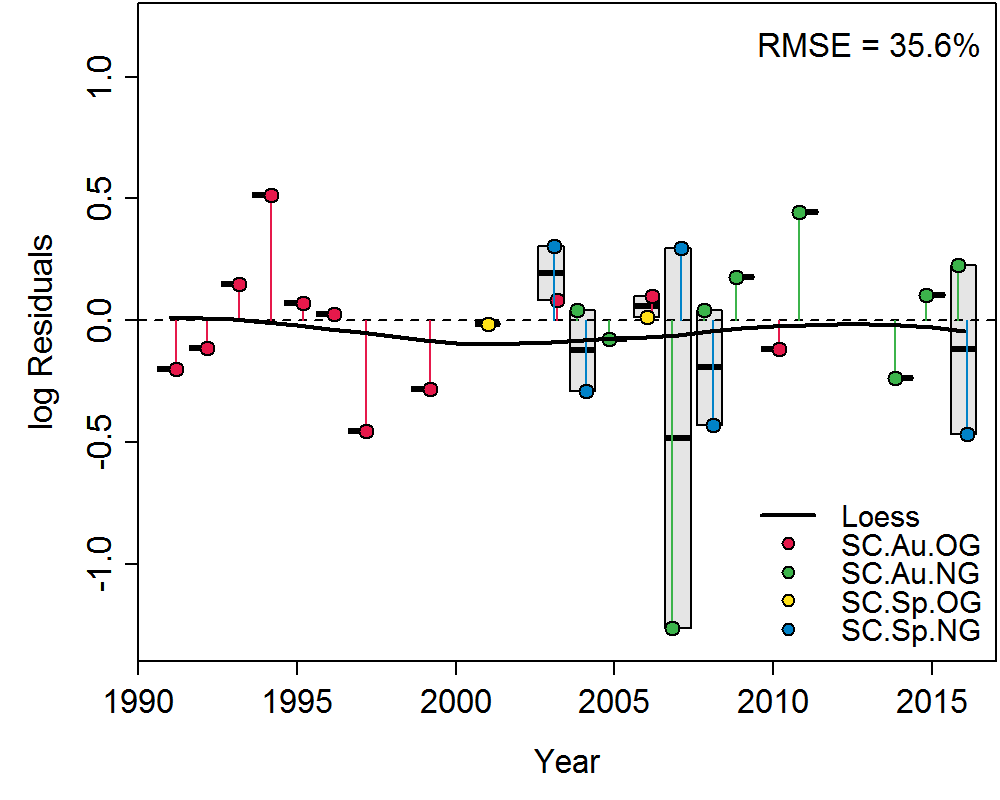 RMSE = 35.6%
1.0
0.5
0.0
-0.5
-1.0
log Residuals
Loess
SC.Au.OG
SC.Au.NG
SC.Sp.OG
SC.Sp.NG
1990 1995 2000 2005 2010 2015
Year